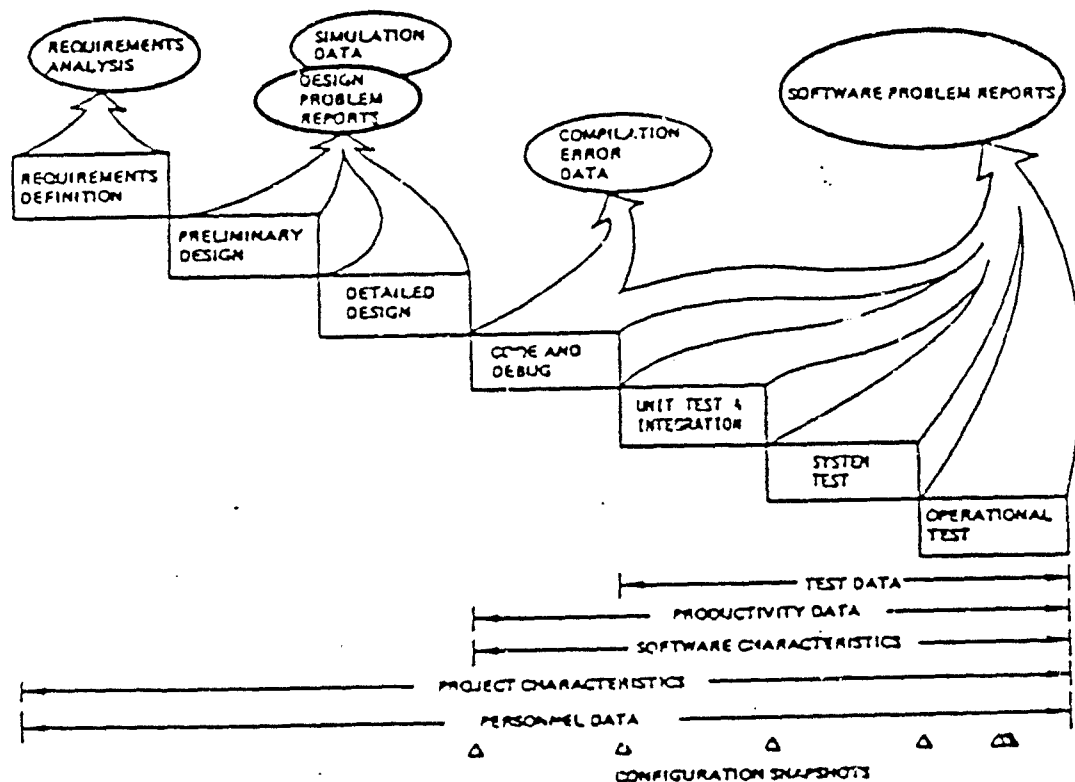 REQUIREMENTS
ANALYSIS
SIMULATION
DATA
DESIGN
PROBLEM
REPORTS
COMPILATION
ERROR
DATA
SOFTWARE PROBLEM REPORTS
REQUIREMENTS
DEFINITION
PRELIMINARY
DESIGN
DETAILED
DESIGN
CODE AND
DEBUG
UNIT TEST &
INTEGRATION
SYSTEM
TEST
OPERATIONAL
TEST
TEST DATA
PRODUCTIVITY DATA
SOFTWARE CHARACTERISTICS
PROJECT CHARACTERISTICS
PERSONNEL DATA
CONFIGURATION SNAPSHOTS